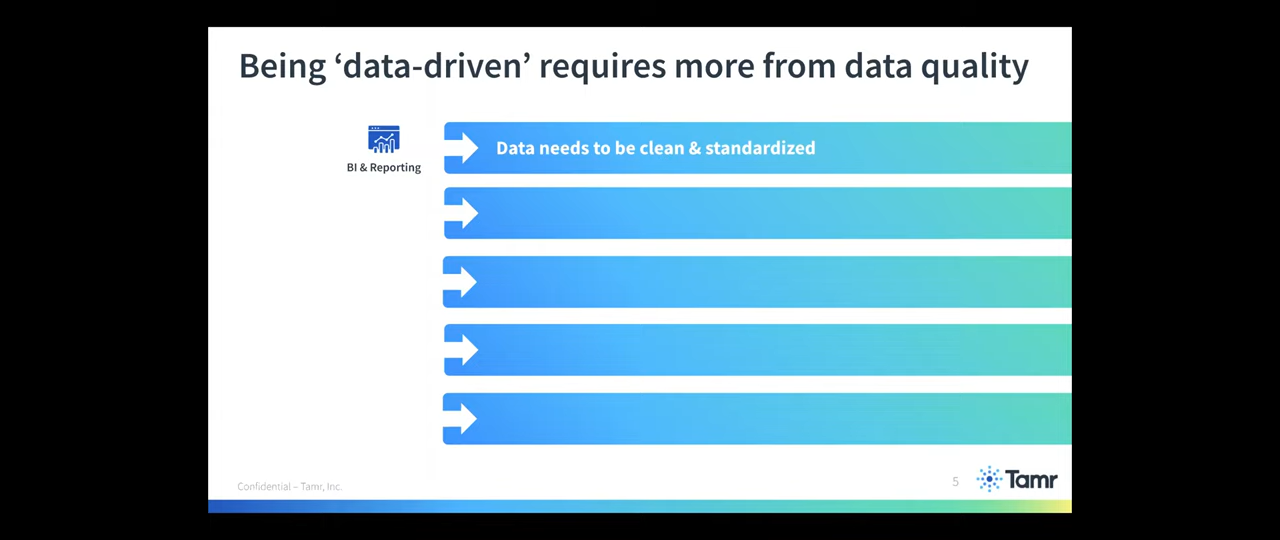 Being ‘data-driven’ requires more from data quality
Data needs to be clean & standardized
BI & Reporting
Confidential – Tamr, Inc.
5
Tamr